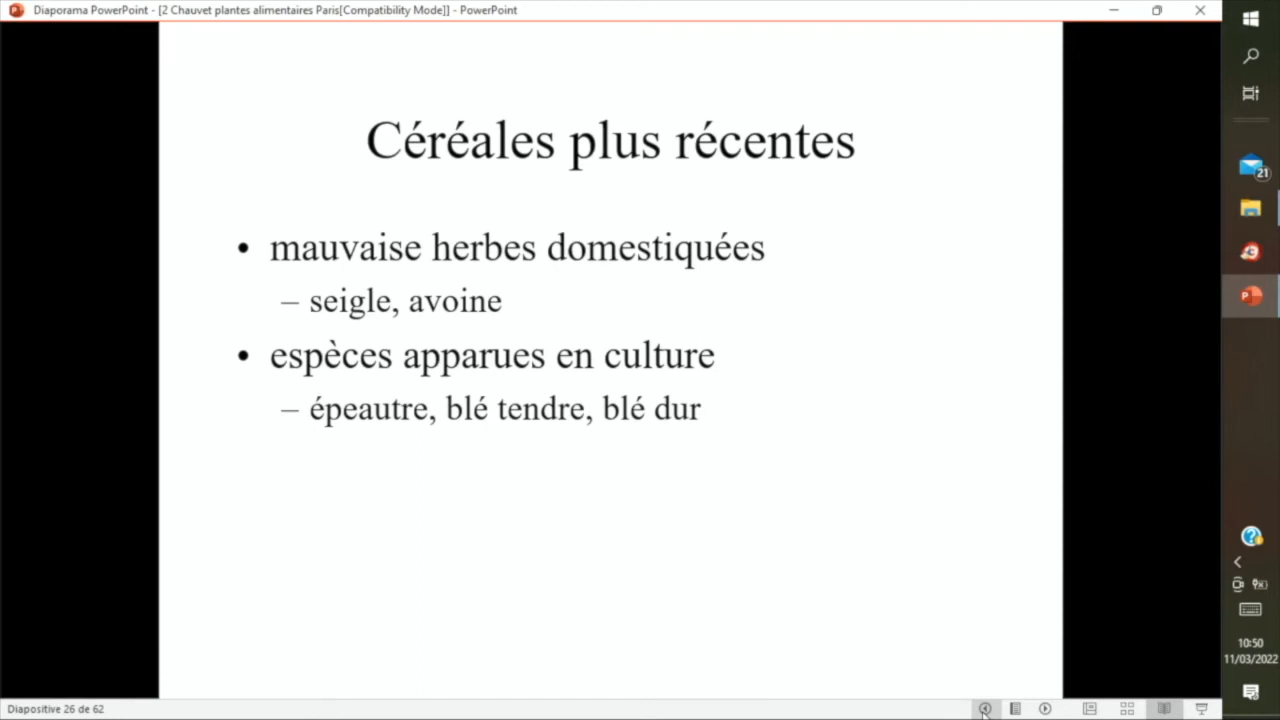 Diaporama PowerPoint - [2 Chauvet plantes alimentaires Paris[Compatibility Mode]] - PowerPoint
Céréales plus récentes
• mauvaise herbes domestiquées
– seigle, avoine
• espèces apparues en culture
– épeautre, blé tendre, blé dur
21
10:50
11/03/2022
Diapositive 26 de 62